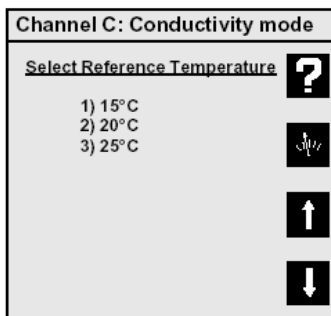 Channel C: Conductivity mode
Select Reference Temperature
?
1) 15°C
2) 20°C
3) 25°C